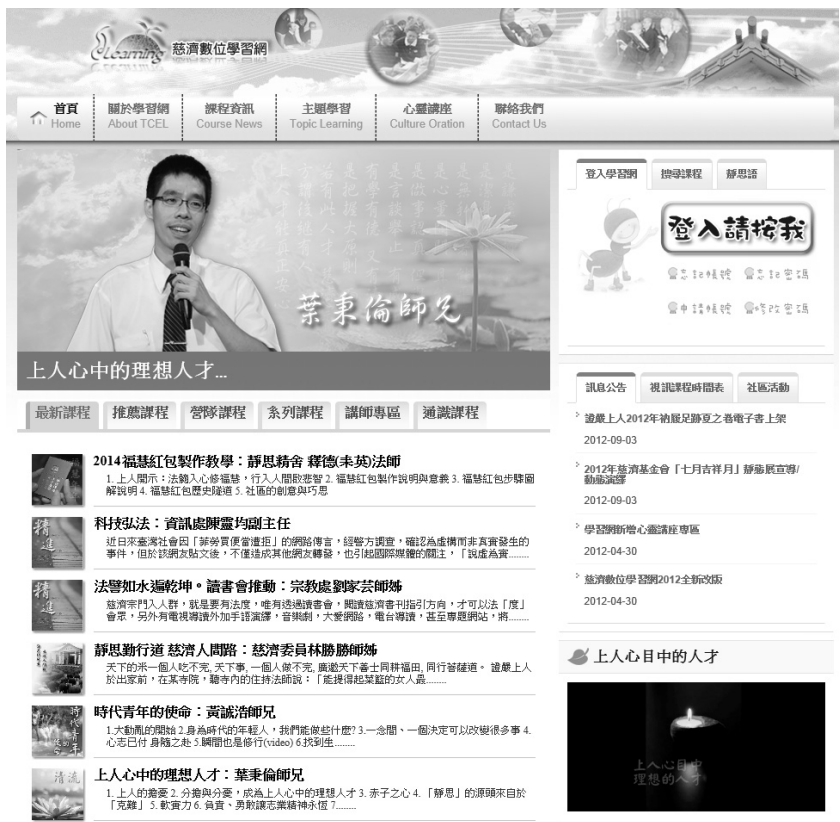 eLearning 慈濟數位學習網
首頁 關於學習網 課程資訊 主題學習 心靈講座 聯絡我們
Home About TCEL Course News Topic Learning Culture Oration Contact Us
葉秉倫師兄
上人心中的理想人才...
最新課程 推薦課程 營隊課程 系列課程 講師專區 通識課程
2014福慧紅包製作教學：靜思精舍 釋德(耒英)法師
1. 上人開示：法髓入心修福慧，行入人間啟悲智 2. 福慧紅包製作說明與意義 3. 福慧紅包步驟圖
解說明 4. 福慧紅包歷史隧道 5. 社區的創意與巧思
精進
科技弘法：資訊處陳靈均副主任
近日來臺灣社會因「菲勞買便當遭拒」的網路傳言，經警方調查，確認為虛構而非真實發生的
事件，但於該網友貼文後，不僅造成其他網友轉發，也引起國際媒體的關注，「說虛為實........
精進
法譬如水遍乾坤。讀書會推動：宗教處劉家芸師姊
慈濟宗門入人群，就是要有法度，唯有透過讀書會，閱讀慈濟書刊指引方向，才可以法「度」
會眾，另外有電視導讀外加手語演繹，音樂劇，大愛網路，電台導讀，甚至專題網站，將........
靜思勤行道 慈濟人間路：慈濟委員林勝勝師姊
天下的米一個人吃不完, 天下事, 一個人做不完, 廣邀天下善士同耕福田, 同行菩薩道。 證嚴上人
於出家前，在某寺院，聽寺內的住持法師說：「能提得起菜籃的女人最........
時代青年
時代青年的使命：黃誠浩師兄
1.大動亂的開始 2.身為時代的年輕人，我們能做些什麼? 3.一念間、一個決定可以改變很多事 4.
心志已付 身隨之赴 5.瞬間也是修行(video) 6.找到生........
清流
上人心中的理想人才：葉秉倫師兄
1. 上人的擔憂 2. 分擔與分憂，成為上人心中的理想人才 3. 赤子之心 4. 「靜思」的源頭來自於
「克難」 5. 軟實力 6. 負責、勇敢讓志業精神永恆 7........
登入學習網 搜尋課程 靜思語
登入請按我
忘記帳號 忘記密碼
申請帳號 修改密碼
訊息公告 視訊課程時間表 社區活動
證嚴上人2012年衲履足跡夏之卷電子書上架
2012-09-03
2012年慈濟基金會「七月吉祥月」靜態展宣導/
動態演繹
2012-09-03
學習網新增心靈講座專區
2012-04-30
慈濟數位學習網2012全新改版
2012-04-30
上人心目中的人才
上人心目中
理想的人才